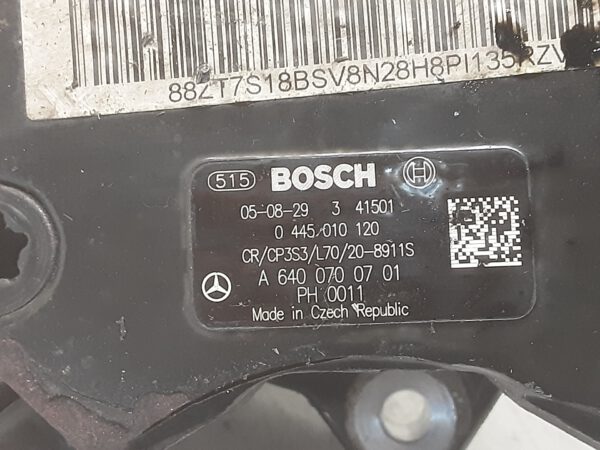 88Z17S18BSV8N28H8PI135RZV
515 BOSCH
05-08-29 3 41501
0 445 010 120
CR/CP3S3/L70/20-8911S
A 640 070 07 01
PH 0011
Made in Czech Republic